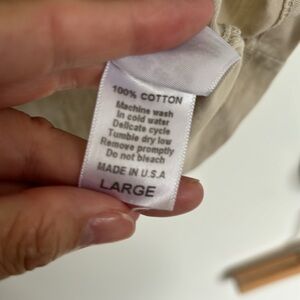 100% COTTON
Machine wash
In cold water
Delicate cycle
Tumble dry low
Remove promptly
Do not bleach
MADE IN U.S.A
LARGE